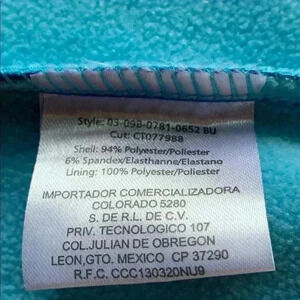 Style: 03-098-0781-0652 BU
Cut: CT077988
Shell: 94% Polyester/Poliester
6% Spandex/Elasthanne/Elastano
Lining: 100% Polyester/Poliester
IMPORTADOR COMERCIALIZADORA
COLORADO 5280
S. DE R.L. DE C.V.
PRIV. TECNOLOGICO 107
COL.JULIAN DE OBREGON
LEON,GTO. MEXICO CP 37290
R.F.C. CCC130320NU9